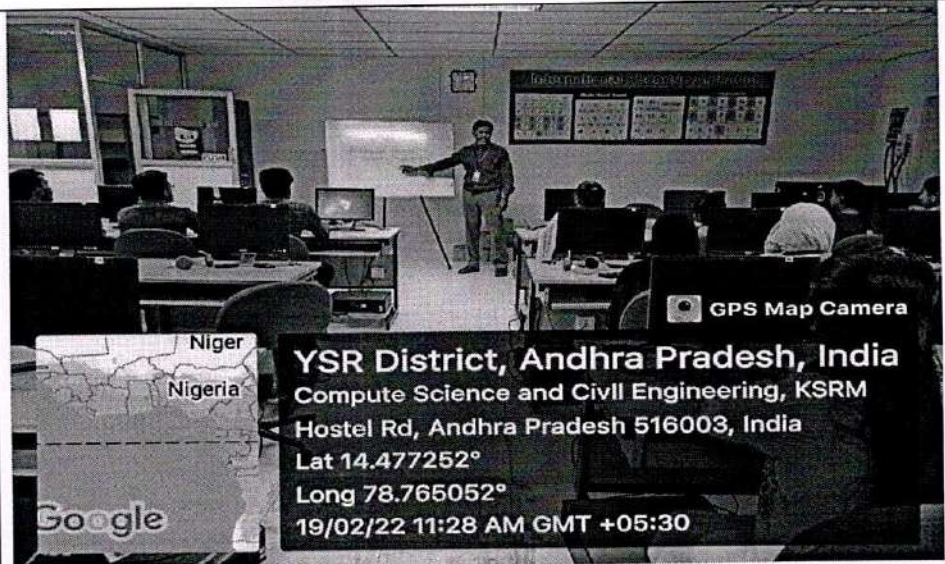 GPS Map Camera
Niger
Nigeria
Google
YSR District, Andhra Pradesh, India
Compute Science and Civil Engineering, KSRM
Hostel Rd, Andhra Pradesh 516003, India
Lat 14.477252°
Long 78.765052°
19/02/22 11:28 AM GMT +05:30